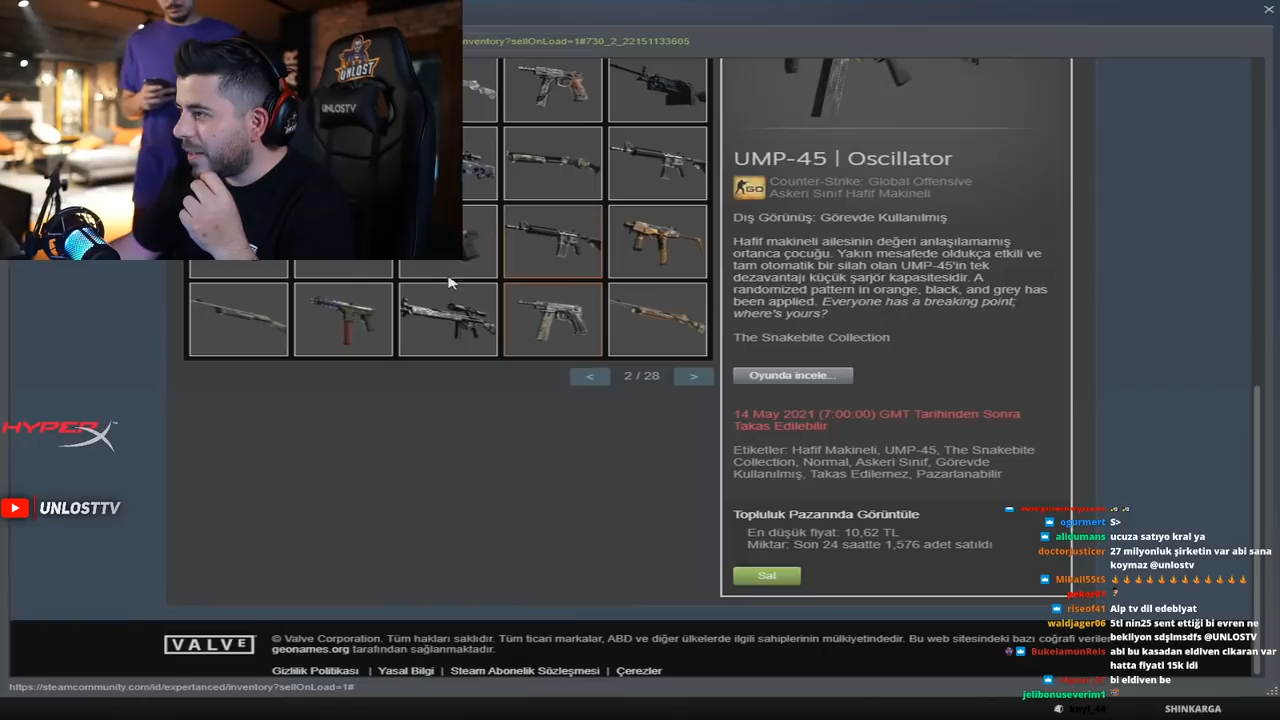 nventory?sellOnLoad=1#730_2_22151133605
UNLOST
UNLOSTV
UMP-45 | Oscillator
GO
Counter-Strike: Global Offensive
Askeri Sınıf Hafif Makineli
Dış Görünüş: Görevde Kullanılmış
Hafif makineli ailesinin değeri anlaşılamamış
ortanca çocuğu. Yakın mesafede oldukça etkili ve
tam otomatik bir silah olan UMP-45'in tek
dezavantajı küçük şarjör kapasitesidir. A
randomized pattern in orange, black, and grey has
been applied. Everyone has a breaking point;
where's yours?
The Snakebite Collection
Oyunda incele...
< 2 / 28 >
14 May 2021 (7:00:00) GMT Tarihinden Sonra
Takas Edilebilir
Etiketler: Hafif Makineli, UMP-45, The Snakebite
Collection, Normal, Askeri Sınıf, Görevde
Kullanılmış, Takas Edilemez, Pazarlanabilir
Topluluk Pazarında Görüntüle
En düşük fiyat: 10,62 TL
Miktar: Son 24 saatte 1,576 adet satıldı
Sat
HYPERX™
UNLOSTTV
ogurmert S>
alidumans ucuza satıyo kral ya
doctorjusticer 27 milyonluk şirketin var abi sana
koymaz @unlostv
Mikail55tS
riseof41 Alp tv dil edebiyat
waldjager06 5tl nin25 sent ettiği bi evren ne
bekliyon sdşlmsdfs @UNLOSTV
BukelamunReis abl bu kasadan eldiven cikaran var
hatta fiyati 15k ldi
bi eldiven be
jelibonuseverim1
knyl_44
VALVE
© Valve Corporation. Tüm hakları saklıdır. Tüm ticari markalar, ABD ve diğer ülkelerde ilgili sahiplerinin mülkiyetindedir. Bu web sitesindeki bazı coğrafi veriler
geonames.org tarafından sağlanmaktadır.
Gizlilik Politikası | Yasal Bilgi | Steam Abonelik Sözleşmesi | Çerezler
https://steamcommunity.com/id/expertanced/inventory?sellOnLoad=1#
SHINKARGA